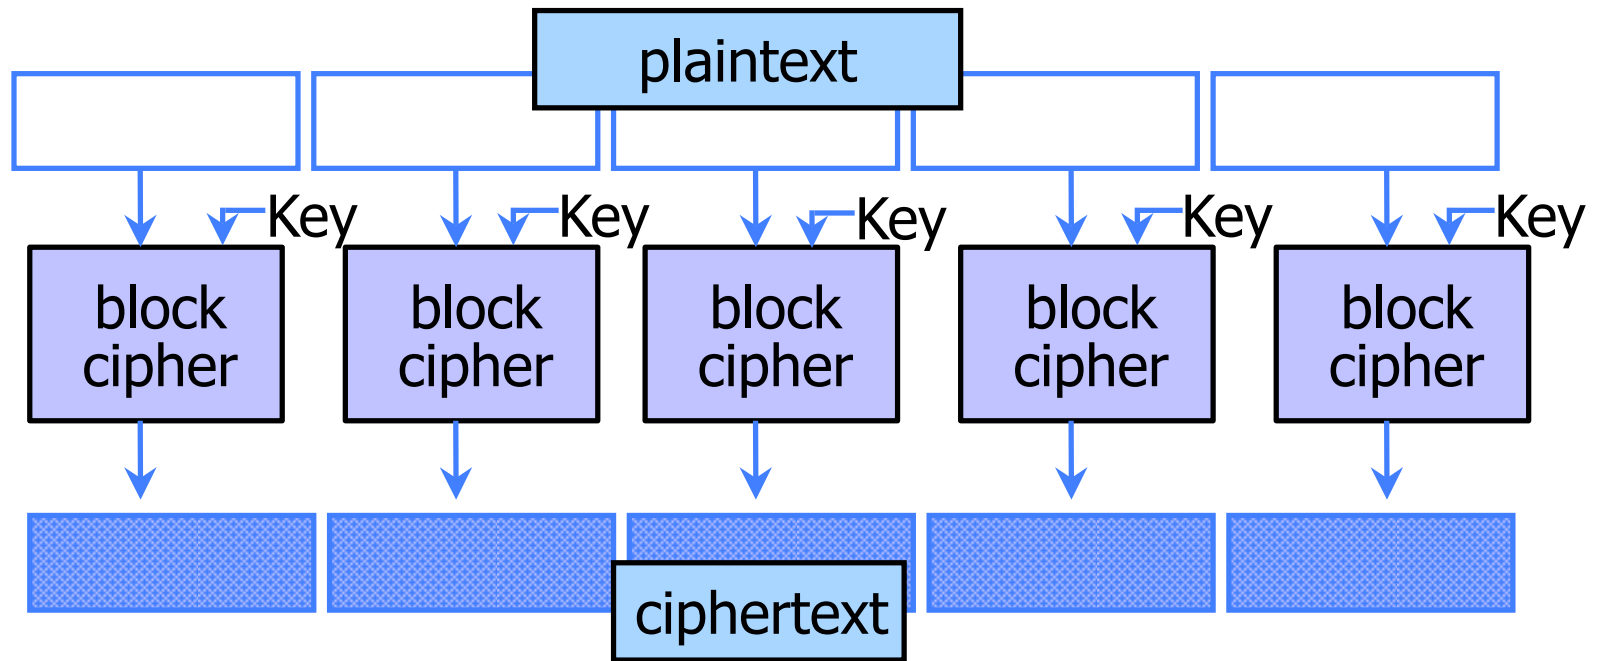 plaintext
Key
Key
Key
Key
Key
block
cipher
block
cipher
block
cipher
block
cipher
block
cipher
ciphertext